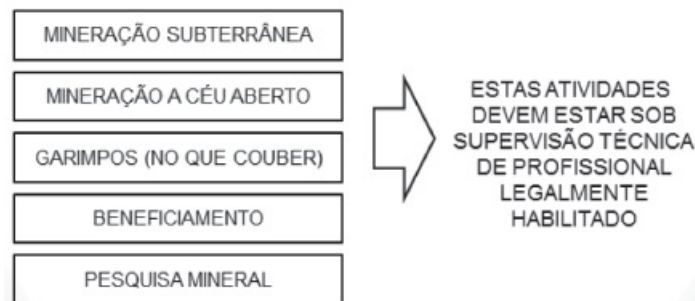 MINERAÇÃO SUBTERRÂNEA
MINERAÇÃO A CÉU ABERTO
GARIMPOS (NO QUE COUBER)
BENEFICIAMENTO
PESQUISA MINERAL
ESTAS ATIVIDADES
DEVEM ESTAR SOB
SUPERVISÃO TÉCNICA
DE PROFISSIONAL
LEGALMENTE
HABILITADO